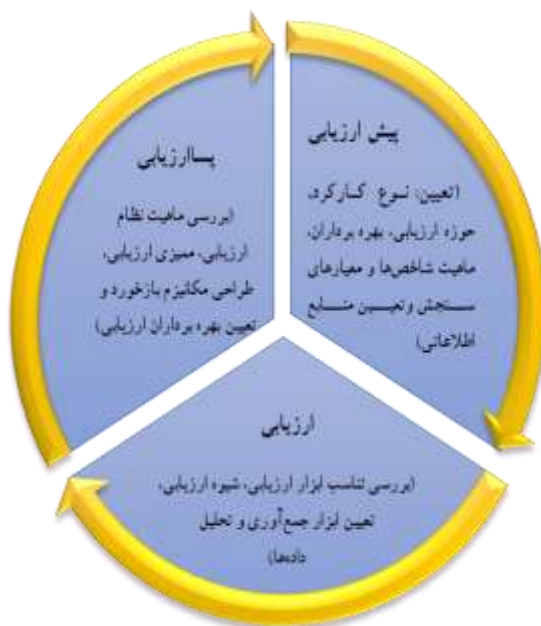 پیش ارزیابی
(تعیین: نوع کارکرد،
حوزه ارزیابی، بهره برداران،
ماهیت شاخص‌ها و معیارهای
سنجش و تعیین منابع
اطلاعاتی)
ارزیابی
(بررسی تناسب ابزار ارزیابی، شیوه ارزیابی،
تعیین ابزار جمع‌آوری و تحلیل
داده‌ها)
پساارزیابی
(بررسی ماهیت نظام
ارزیابی، ممیزی ارزیابی،
طراحی مکانیزم بازخورد و
تعیین بهره برداران ارزیابی)